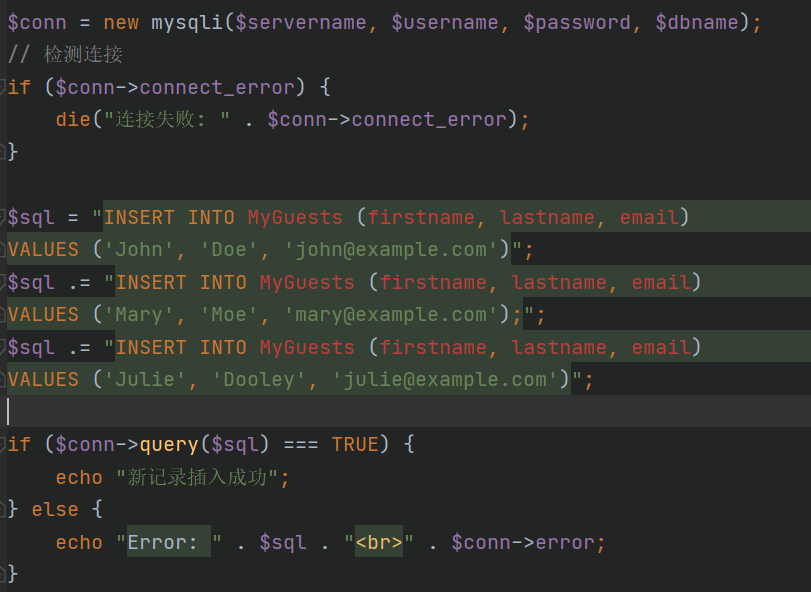 $conn = new mysqli($servername, $username, $password, $dbname);
// 检测连接
if ($conn->connect_error) {
    die("连接失败: " . $conn->connect_error);
}
$sql = "INSERT INTO MyGuests (firstname, lastname, email)
VALUES ('John', 'Doe', 'john@example.com')";
$sql .= "INSERT INTO MyGuests (firstname, lastname, email)
VALUES ('Mary', 'Moe', 'mary@example.com');";
$sql .= "INSERT INTO MyGuests (firstname, lastname, email)
VALUES ('Julie', 'Dooley', 'julie@example.com')";
if ($conn->query($sql) === TRUE) {
    echo "新记录插入成功";
} else {
    echo "Error: " . $sql . "<br>" . $conn->error;
}